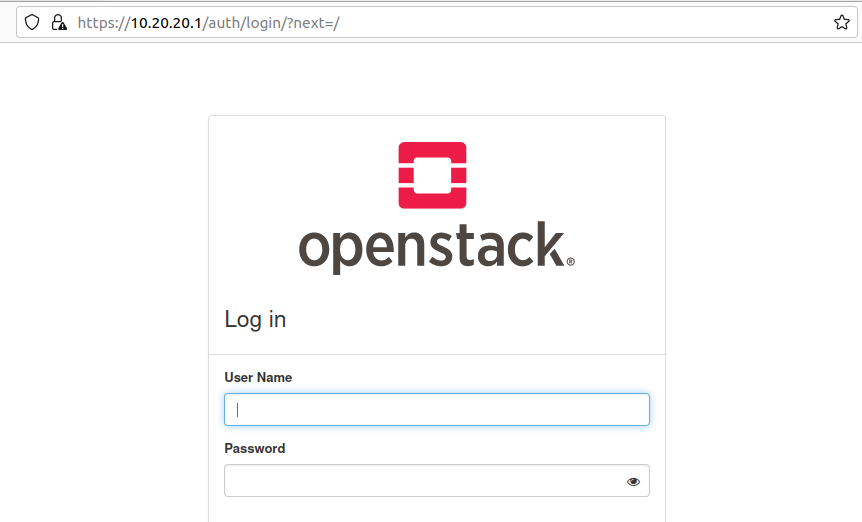 https://10.20.20.1/auth/login/?next=/
openstack®
Log in
User Name
Password